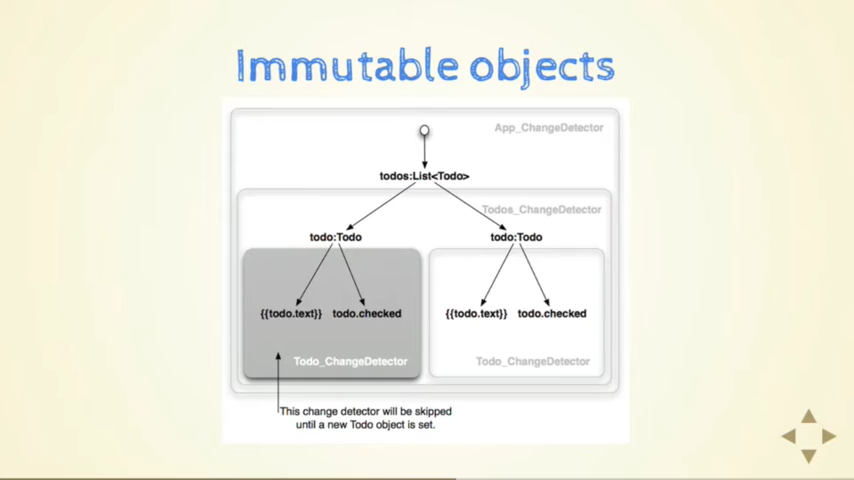 Immutable objects
App_ChangeDetector
todos:List<Todo>
Todos_ChangeDetector
todo:Todo
todo:Todo
{{todo.text}} todo.checked
{{todo.text}} todo.checked
Todo_ChangeDetector
Todo_ChangeDetector
This change detector will be skipped
until a new Todo object is set.